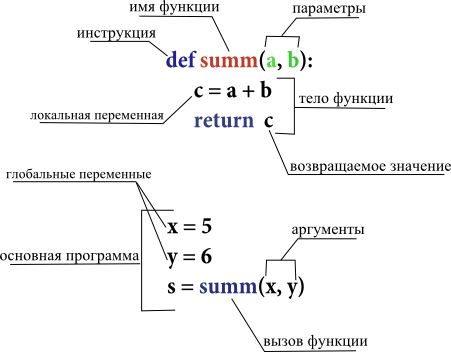 имя функции
параметры
инструкция
def summ(a, b):
c = a + b
тело функции
локальная переменная
return c
возвращаемое значение
глобальные переменные
x = 5
аргументы
основная программа
y = 6
s = summ(x, y)
вызов функции